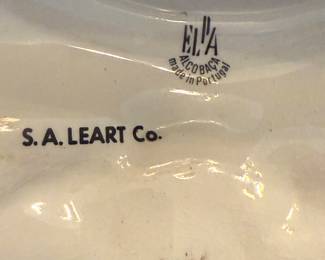 ELPA
ALCOBAÇA
made in Portugal
S.A. LEART Co.